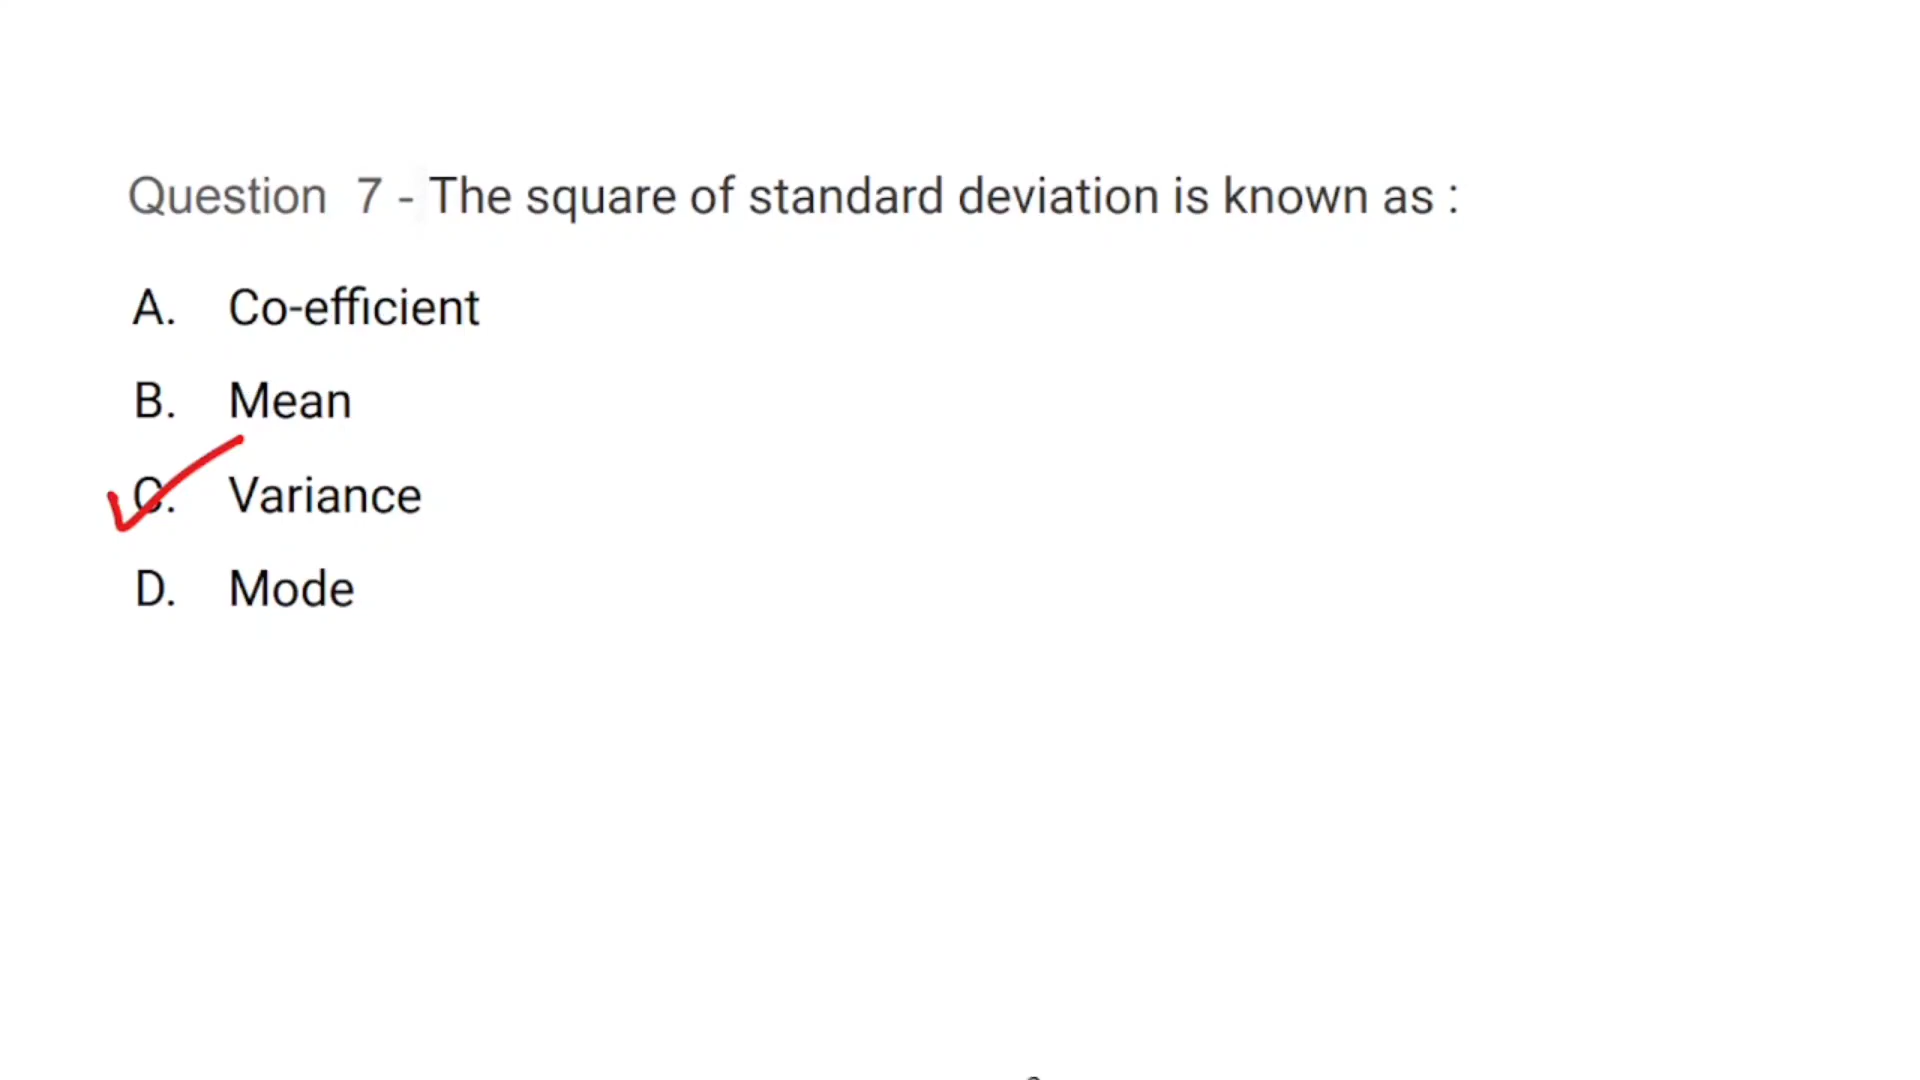 Question 7 - The square of standard deviation is known as :
A. Co-efficient
B. Mean
C. Variance
D. Mode